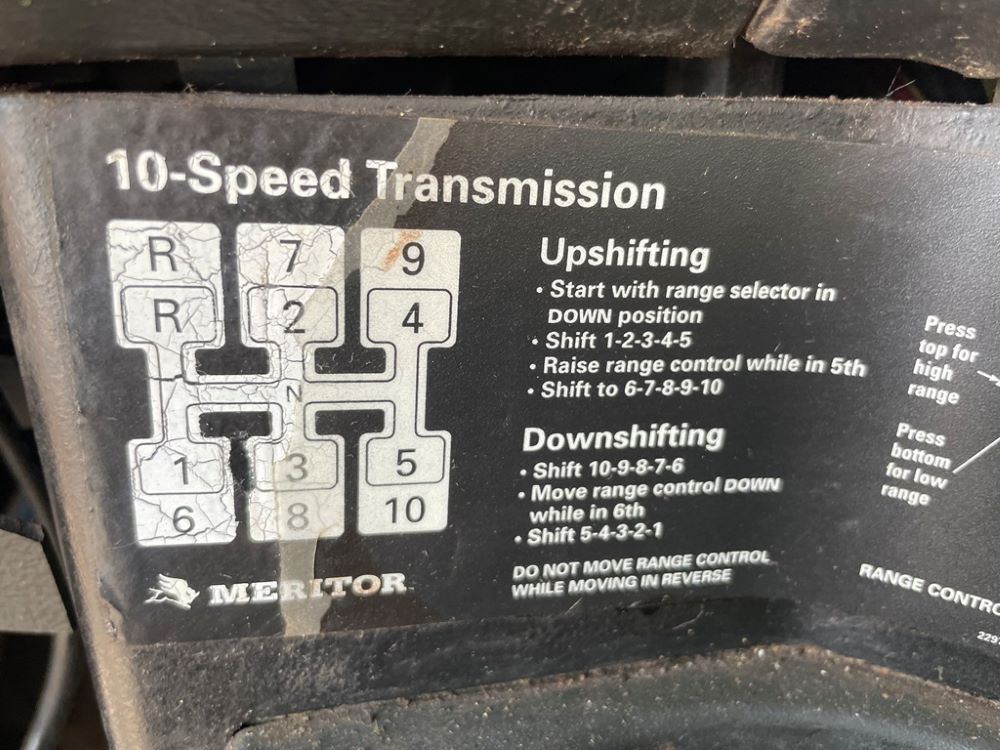 10-Speed Transmission
R 7 9
R 2 4
N
1 3 5
6 8 10
MERITOR
Upshifting
• Start with range selector in
DOWN position
• Shift 1-2-3-4-5
• Raise range control while in 5th
• Shift to 6-7-8-9-10
Downshifting
• Shift 10-9-8-7-6
• Move range control DOWN
while in 6th
• Shift 5-4-3-2-1
DO NOT MOVE RANGE CONTROL
WHILE MOVING IN REVERSE
Press
top for
high
range
Press
bottom
for low
range
RANGE CONTRO